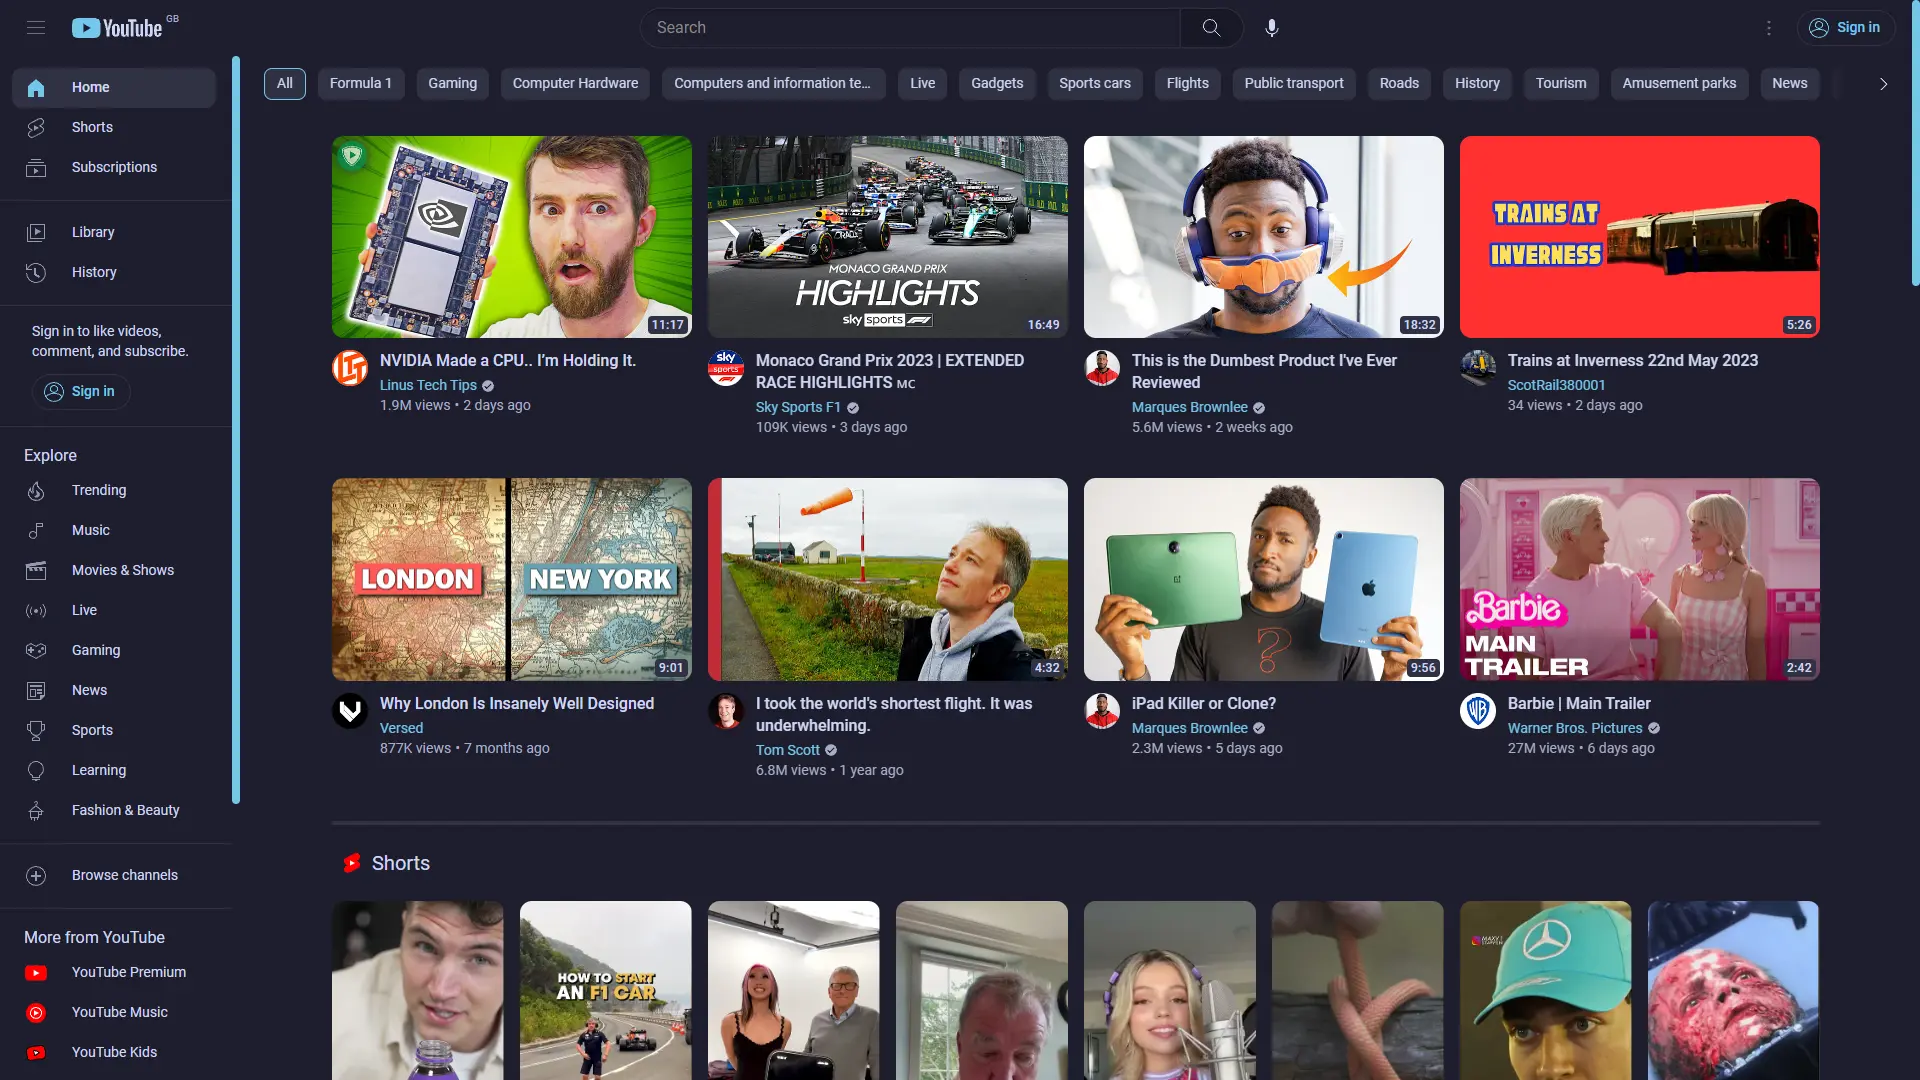 YouTube GB
Search
Sign in
Home
Shorts
Subscriptions
Library
History
Sign in to like videos,
comment, and subscribe.
Sign in
Explore
Trending
Music
Movies & Shows
Live
Gaming
News
Sports
Learning
Fashion & Beauty
Browse channels
More from YouTube
YouTube Premium
YouTube Music
YouTube Kids
All
Formula 1
Gaming
Computer Hardware
Computers and information te...
Live
Gadgets
Sports cars
Flights
Public transport
Roads
History
Tourism
Amusement parks
News
11:17
NVIDIA Made a CPU.. I’m Holding It.
Linus Tech Tips
1.9M views • 2 days ago
MONACO GRAND PRIX
HIGHLIGHTS
sky sports F1
16:49
sky
sports
Monaco Grand Prix 2023 | EXTENDED
RACE HIGHLIGHTS MC
Sky Sports F1
109K views • 3 days ago
18:32
This is the Dumbest Product I've Ever
Reviewed
Marques Brownlee
5.6M views • 2 weeks ago
TRAINS AT
INVERNESS
5:26
Trains at Inverness 22nd May 2023
ScotRail380001
34 views • 2 days ago
LONDON
NEW YORK
9:01
Why London Is Insanely Well Designed
Versed
877K views • 7 months ago
4:32
I took the world's shortest flight. It was
underwhelming.
Tom Scott
6.8M views • 1 year ago
9:56
iPad Killer or Clone?
Marques Brownlee
2.3M views • 5 days ago
Barbie
MAIN
TRAILER
2:42
Barbie | Main Trailer
Warner Bros. Pictures
27M views • 6 days ago
Shorts
HOW TO START
AN F1 CAR